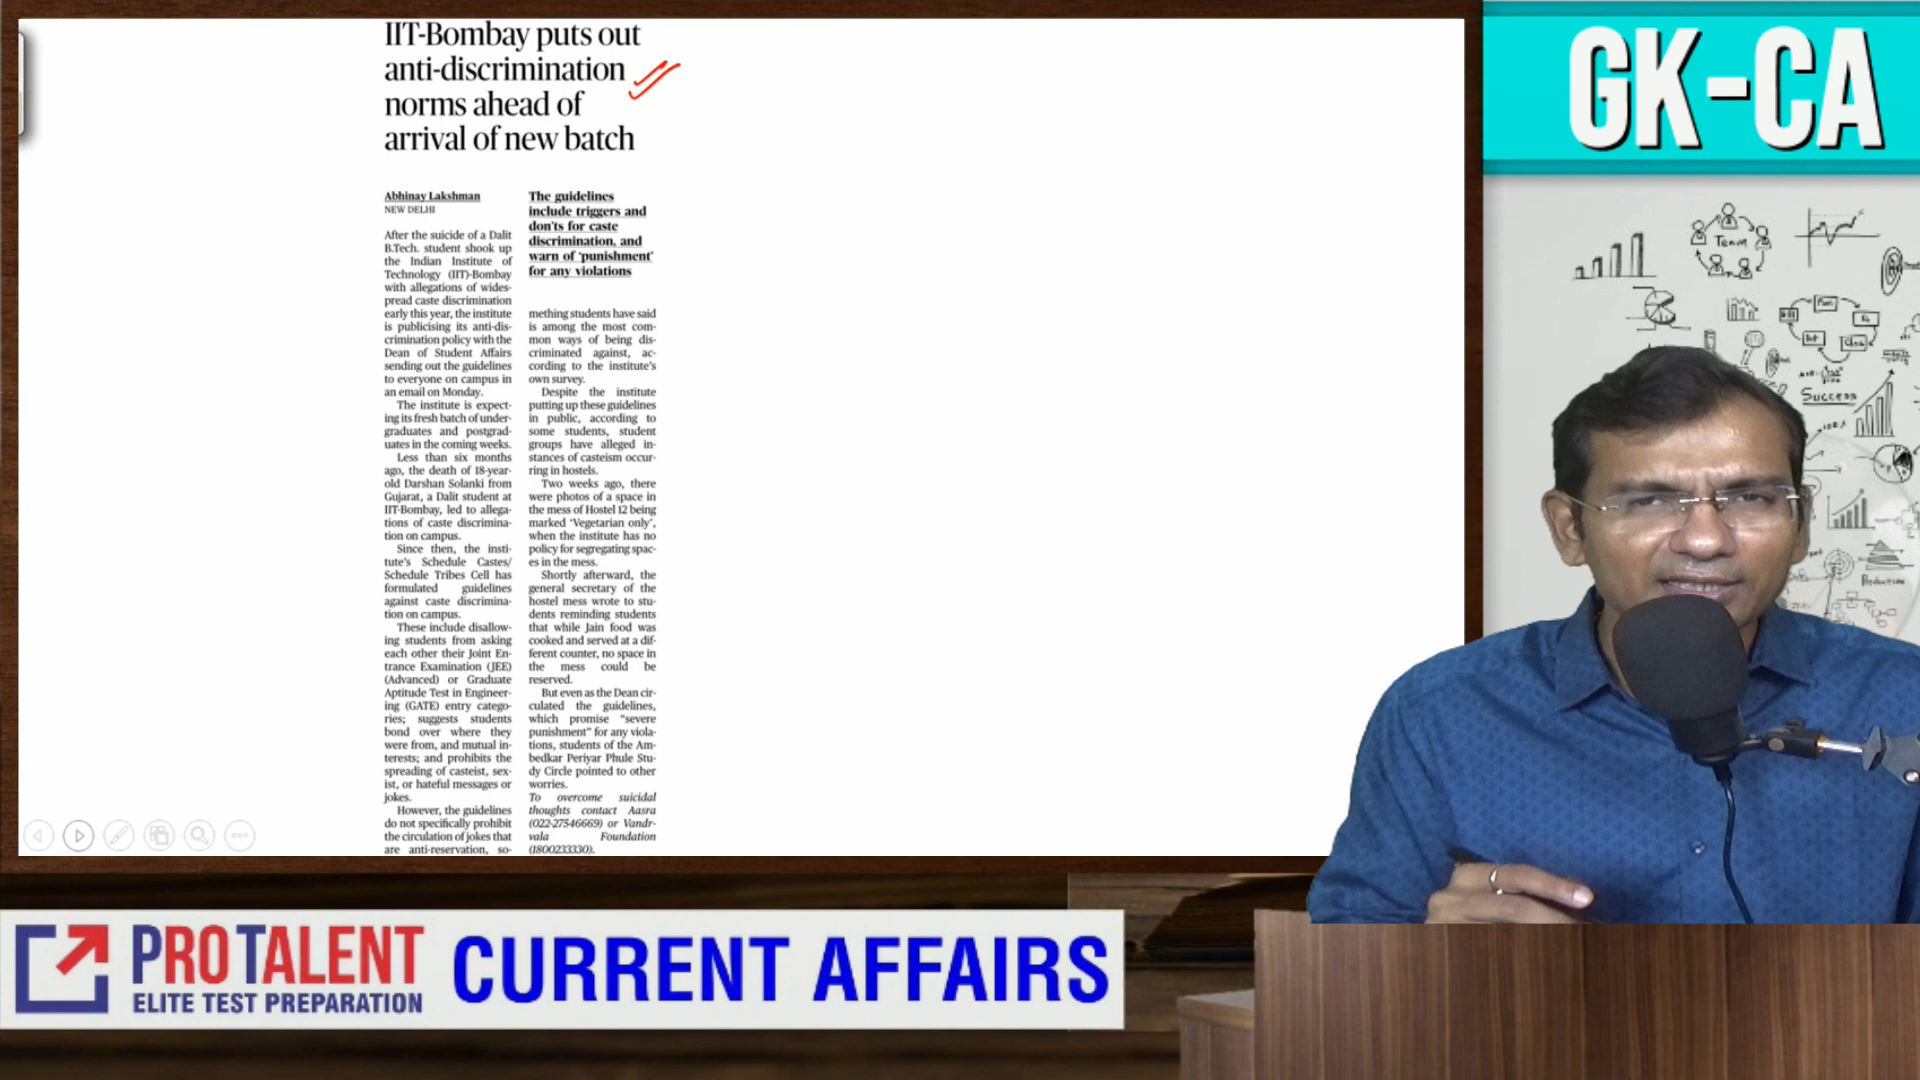 IIT-Bombay puts out
anti-discrimination
norms ahead of
arrival of new batch
Abhinay Lakshman
NEW DELHI
After the suicide of a Dalit
B.Tech. student shook up
the Indian Institute of
Technology (IIT)-Bombay
with allegations of wides-
pread caste discrimination
early this year, the institute
is publicising its anti-dis-
crimination policy with the
Dean of Student Affairs
sending out the guidelines
to everyone on campus in
an email on Monday.
The institute is expect-
ing its fresh batch of under-
graduates and postgrad-
uates in the coming weeks.
Less than six months
ago, the death of 18-year-
old Darshan Solanki from
Gujarat, a Dalit student at
IIT-Bombay, led to allega-
tions of caste discrimina-
tion on campus.
Since then, the insti-
tute's Schedule Castes/
Schedule Tribes Cell has
formulated guidelines
against caste discrimina-
tion on campus.
These include disallow-
ing students from asking
each other their Joint En-
trance Examination (JEE)
(Advanced) or Graduate
Aptitude Test in Engineer-
ing (GATE) entry catego-
ries; suggests students
bond over where they
were from, and mutual in-
terests; and prohibits the
spreading of casteist, sex-
ist, or hateful messages or
jokes.
However, the guidelines
do not specifically prohibit
the circulation of jokes that
are anti-reservation, so-
The guidelines
include triggers and
don'ts for caste
discrimination, and
warn of 'punishment'
for any violations
mething students have said
is among the most com-
mon ways of being dis-
criminated against, ac-
cording to the institute's
own survey.
Despite the institute
putting up these guidelines
in public, according to
some students, student
groups have alleged in-
stances of casteism occur-
ring in hostels.
Two weeks ago, there
were photos of a space in
the mess of Hostel 12 being
marked 'Vegetarian only',
when the institute has no
policy for segregating spac-
es in the mess.
Shortly afterward, the
general secretary of the
hostel mess wrote to stu-
dents reminding students
that while Jain food was
cooked and served at a dif-
ferent counter, no space in
the mess could be
reserved.
But even as the Dean cir-
culated the guidelines,
which promise "severe
punishment" for any viola-
tions, students of the Am-
bedkar Periyar Phule Stu-
dy Circle pointed to other
worries.
To overcome suicidal
thoughts contact Aasra
(022-27546669) or Vandr-
vala Foundation
(1800233330).
GK-CA
Team
SUCCESS
Production
PROTALENT
ELITE TEST PREPARATION
CURRENT AFFAIRS